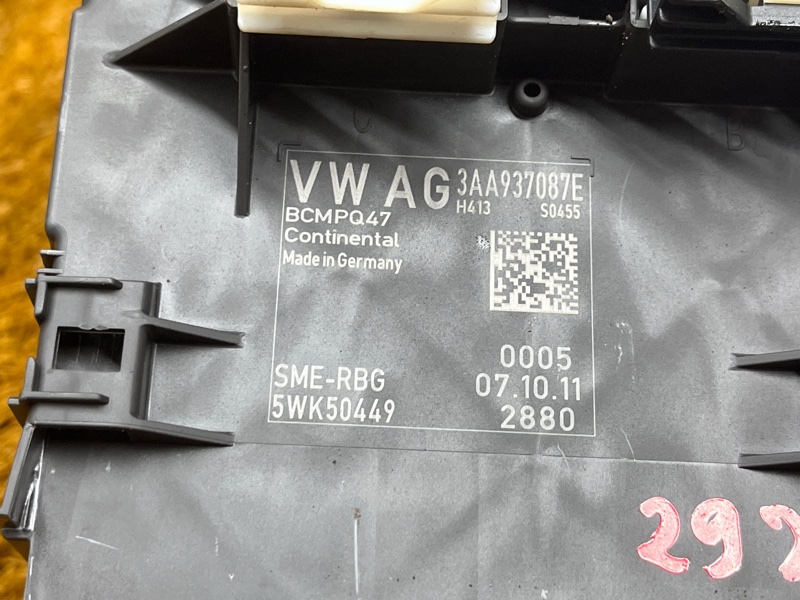 C
B
VW AG 3AA937087E
H413 S0455
BCMPQ47
Continental
Made in Germany
0005
SME-RBG 07.10.11
5WK50449 2880